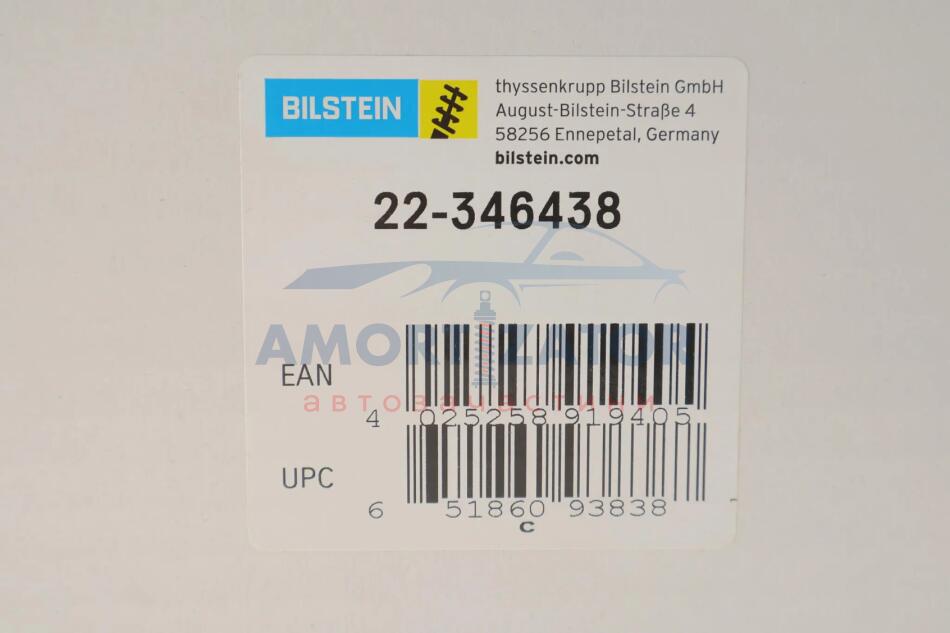 BILSTEIN
thyssenkrupp Bilstein GmbH
August-Bilstein-Straße 4
58256 Ennepetal, Germany
bilstein.com
22-346438
AMORTIZATOR
автозапчастини
EAN
4 025258 919405
UPC
6 51860 93838
C